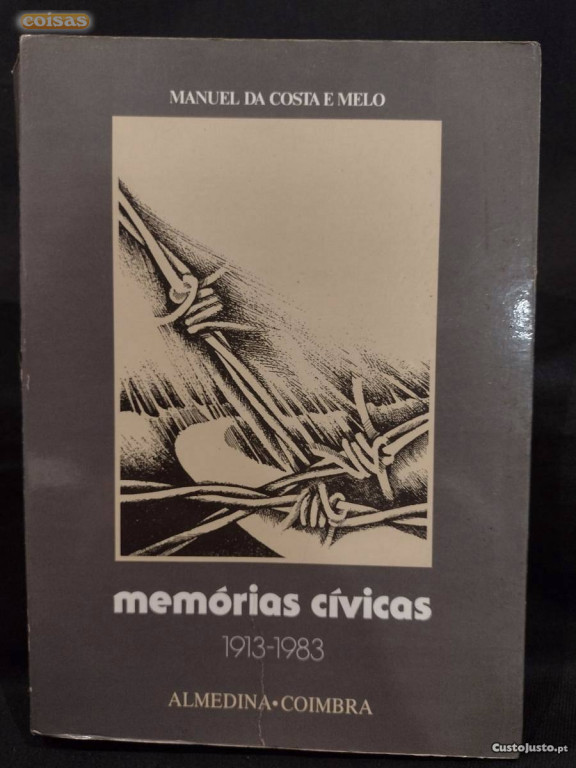 coisas
MANUEL DA COSTA E MELO
memórias cívicas
1913-1983
ALMEDINA•COIMBRA
CustoJusto.pt